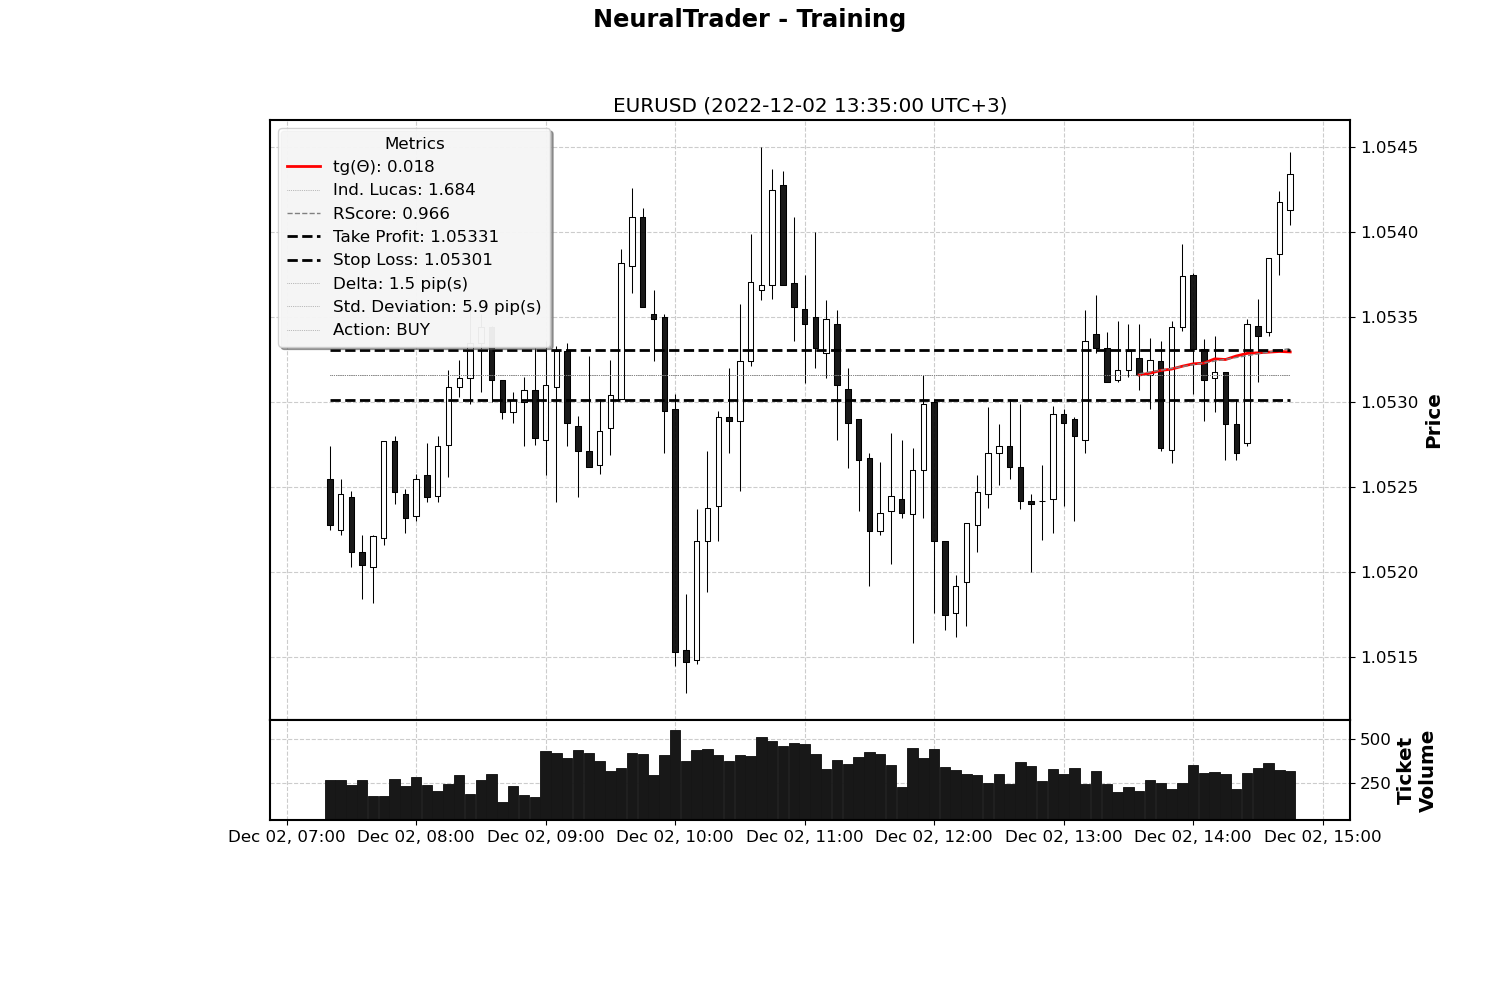 NeuralTrader - Training
EURUSD (2022-12-02 13:35:00 UTC+3)
Metrics
tg(Θ): 0.018
Ind. Lucas: 1.684
RScore: 0.966
Take Profit: 1.05331
Stop Loss: 1.05301
Delta: 1.5 pip(s)
Std. Deviation: 5.9 pip(s)
Action: BUY
1.0545
1.0540
1.0535
1.0530
1.0525
1.0520
1.0515
Price
500
250
Ticket
Volume
Dec 02, 07:00 Dec 02, 08:00 Dec 02, 09:00 Dec 02, 10:00 Dec 02, 11:00 Dec 02, 12:00 Dec 02, 13:00 Dec 02, 14:00 Dec 02, 15:00